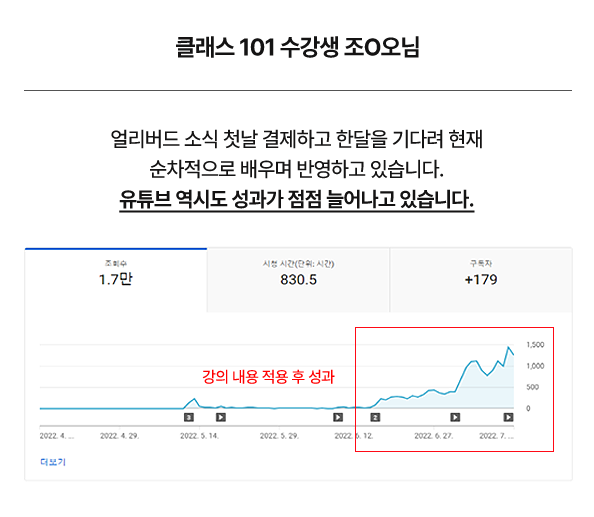 클래스 101 수강생 조O오님
얼리버드 소식 첫날 결제하고 한달을 기다려 현재
순차적으로 배우며 반영하고 있습니다.
유튜브 역시도 성과가 점점 늘어나고 있습니다.
조회수 시청 시간(단위: 시간) 구독자
1.7만 830.5 +179
1,500
강의 내용 적용 후 성과
1,000
500
0
3 2
2022. 4. ... 2022. 4. 29. 2022. 5. 14. 2022. 5. 29. 2022. 6. 12. 2022. 6. 27. 2022. 7. ...
더보기